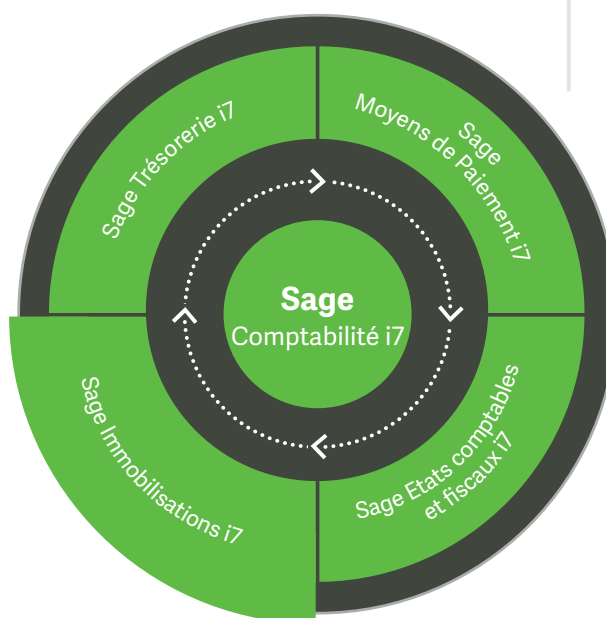 Sage Trésorerie i7
Sage
Moyens de Paiement i7
Sage
Comptabilité i7
Sage Immobilisations i7
Sage Etats comptables
et fiscaux i7